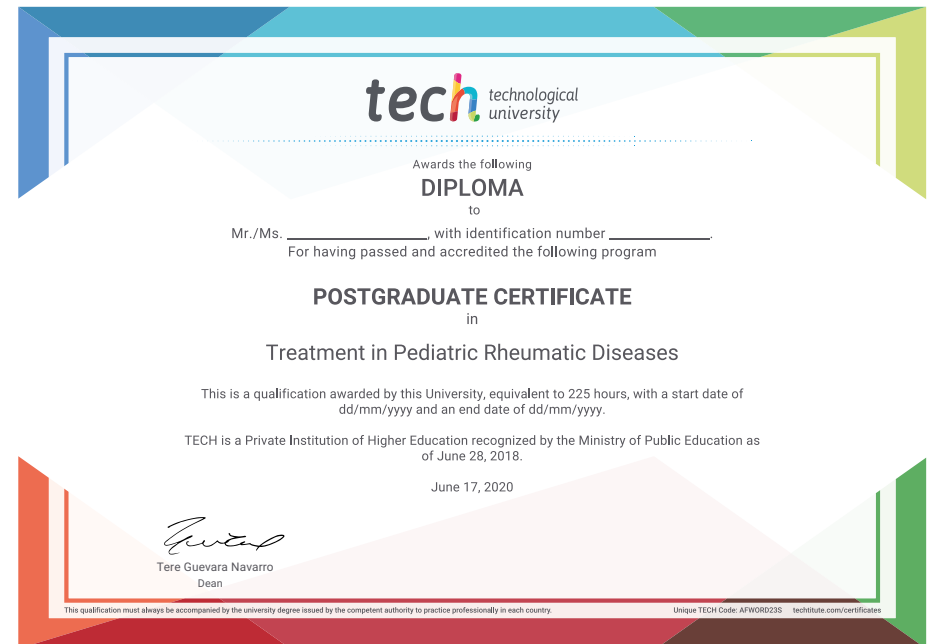 tech technological
university
Awards the following
DIPLOMA
to
Mr./Ms. ____________________, with identification number ______________.
For having passed and accredited the following program
POSTGRADUATE CERTIFICATE
in
Treatment in Pediatric Rheumatic Diseases
This is a qualification awarded by this University, equivalent to 225 hours, with a start date of
dd/mm/yyyy and an end date of dd/mm/yyyy.
TECH is a Private Institution of Higher Education recognized by the Ministry of Public Education as
of June 28, 2018.
June 17, 2020
Tere Guevara Navarro
Dean
This qualification must always be accompanied by the university degree issued by the competent authority to practice professionally in each country. Unique TECH Code: AFWORD23S techtitute.com/certificates